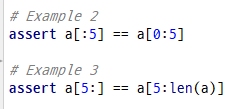 # Example 2
assert a[:5] == a[0:5]
# Example 3
assert a[5:] == a[5:len(a)]